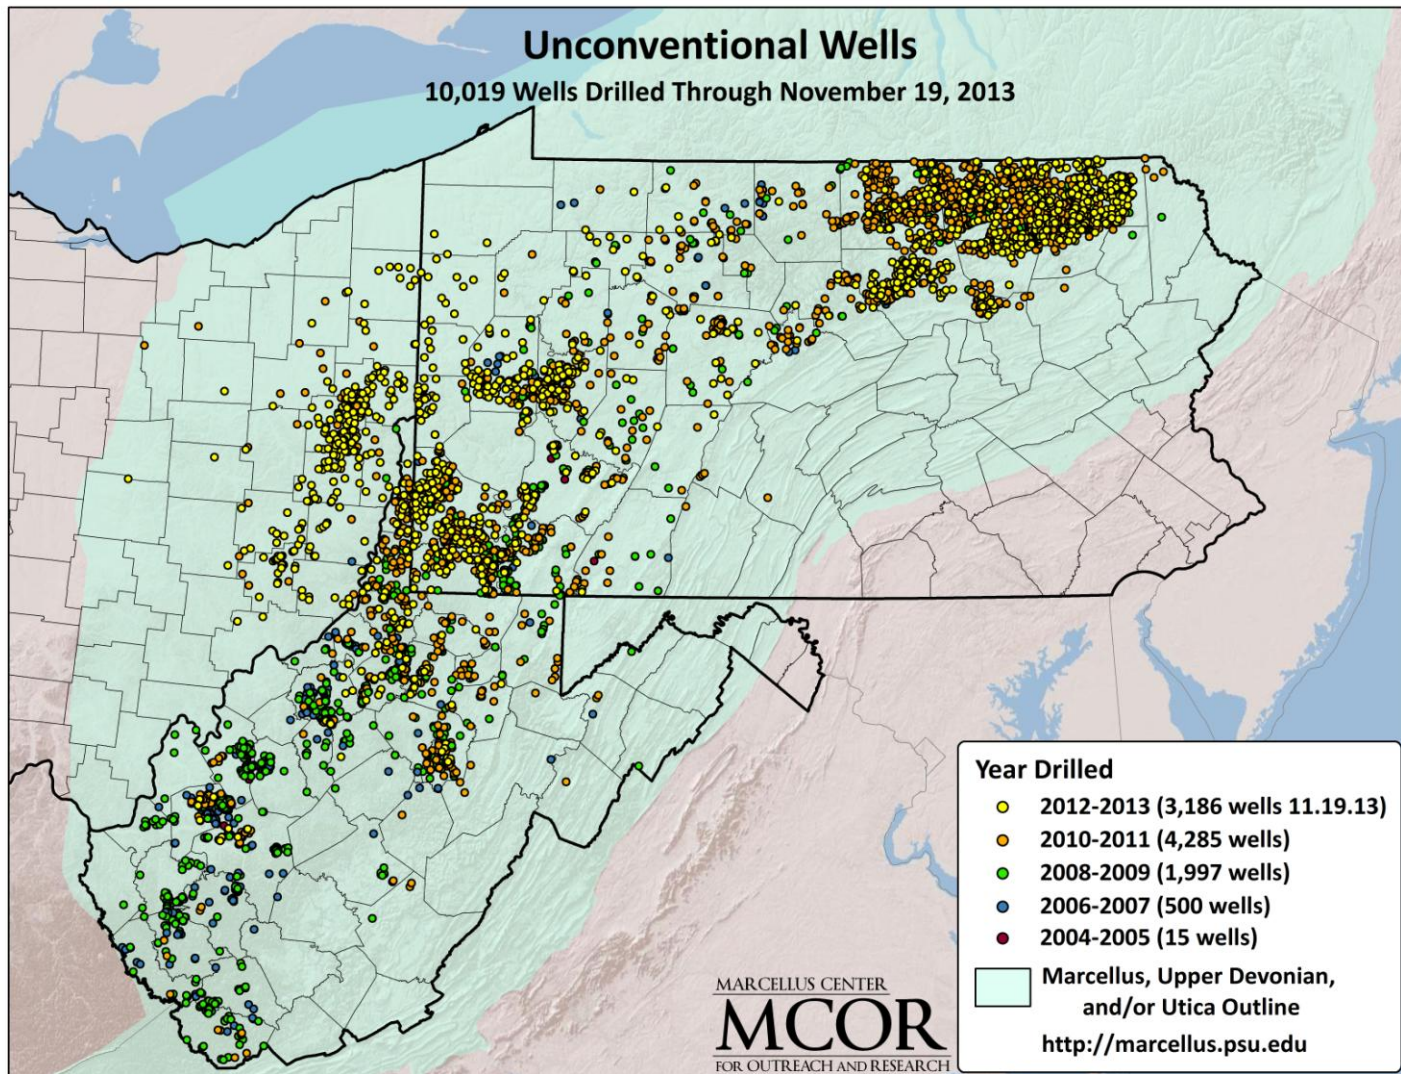 Unconventional Wells
10,019 Wells Drilled Through November 19, 2013
Year Drilled
2012-2013 (3,186 wells 11.19.13)
2010-2011 (4,285 wells)
2008-2009 (1,997 wells)
2006-2007 (500 wells)
2004-2005 (15 wells)
Marcellus, Upper Devonian,
and/or Utica Outline
http://marcellus.psu.edu
MARCELLUS CENTER
MCOR
FOR OUTREACH AND RESEARCH